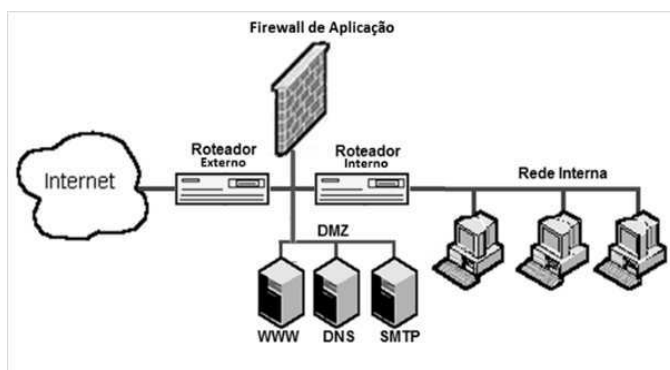 Firewall de Aplicação
Roteador
Externo
Roteador
Interno
Internet
Rede Interna
DMZ
WWW
DNS
SMTP